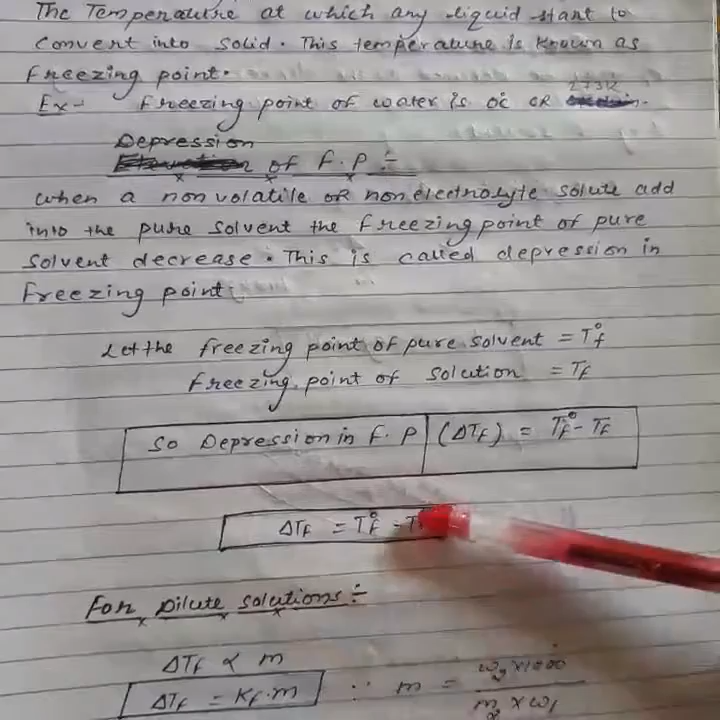 The Temperature at which any liquid start to
convert into solid. This temperature is known as
freezing point.
Ex- freezing point of water is 0°c OR 273K
Depression
of F.P ÷
when a non volatile OR non electrolyte solute add
into the pure solvent the freezing point of pure
solvent decrease. This is called depression in
freezing point.
Let the freezing point of pure solvent = T°f
freezing point of solution = Tf
So Depression in F.P (ΔTf) = T°f - Tf
ΔTf = T°f -
For Dilute solutions ÷
ΔTf ∝ m
ΔTf = Kf.m ∵ m = w2×1000 / m2 × w1